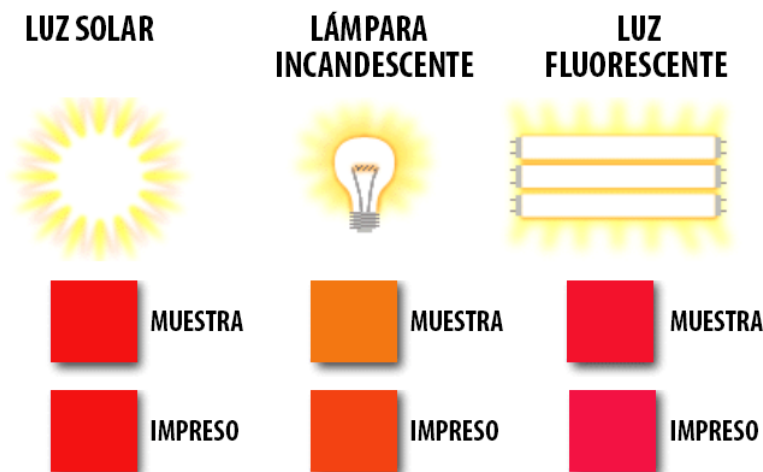 LUZ SOLAR
LÁMPARA
INCANDESCENTE
LUZ
FLUORESCENTE
MUESTRA
MUESTRA
MUESTRA
IMPRESO
IMPRESO
IMPRESO